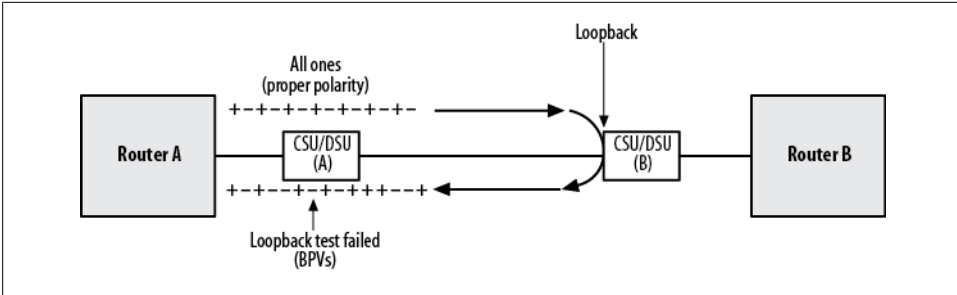 Loopback
All ones
(proper polarity)
+-+-+-+-+-+-+-
Router A
CSU/DSU
(A)
CSU/DSU
(B)
Router B
+-+--+-+-+++--+
Loopback test failed
(BPVs)